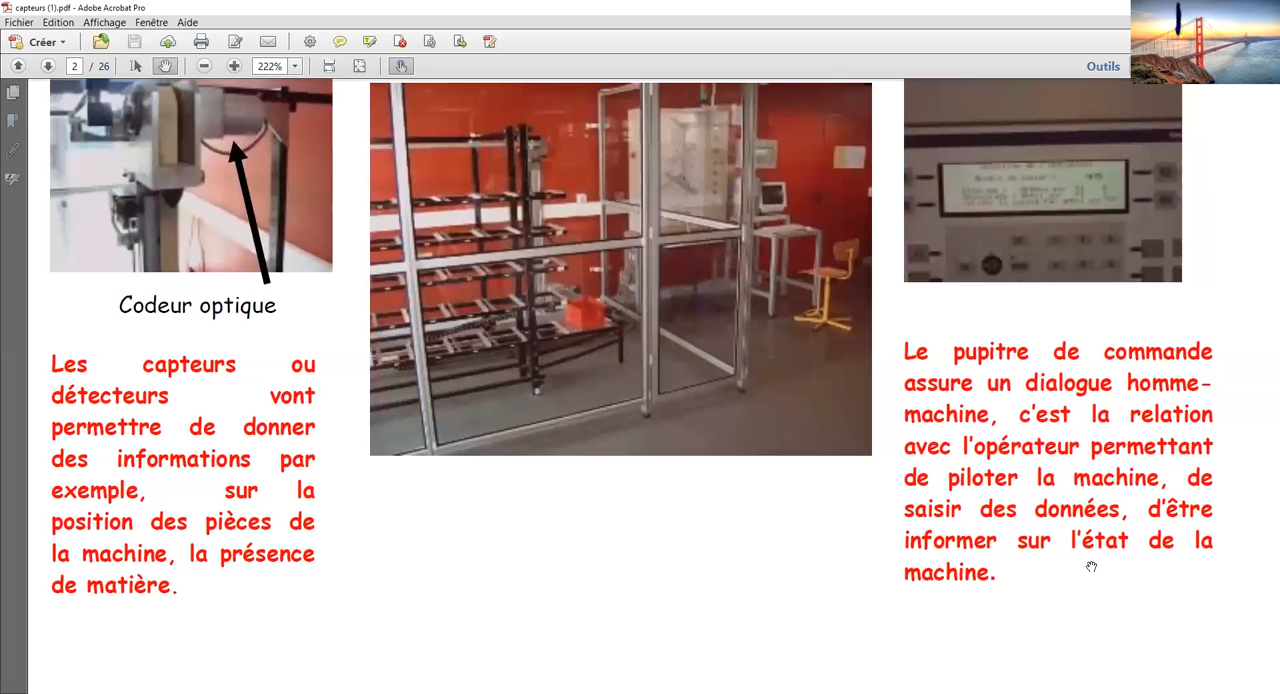 capteurs (1).pdf - Adobe Acrobat Pro
Fichier Edition Affichage Fenêtre Aide
Créer
2 / 26
222%
Outils
Codeur optique
Les capteurs ou
détecteurs vont
permettre de donner
des informations par
exemple, sur la
position des pièces de
la machine, la présence
de matière.
Le pupitre de commande
assure un dialogue homme-
machine, c'est la relation
avec l'opérateur permettant
de piloter la machine, de
saisir des données, d'être
informer sur l'état de la
machine.